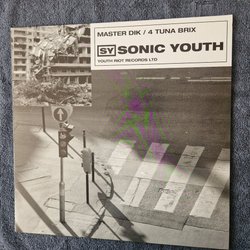 MASTER DIK / 4 TUNA BRIX
SY SONIC YOUTH
YOUTH RIOT RECORDS LTD